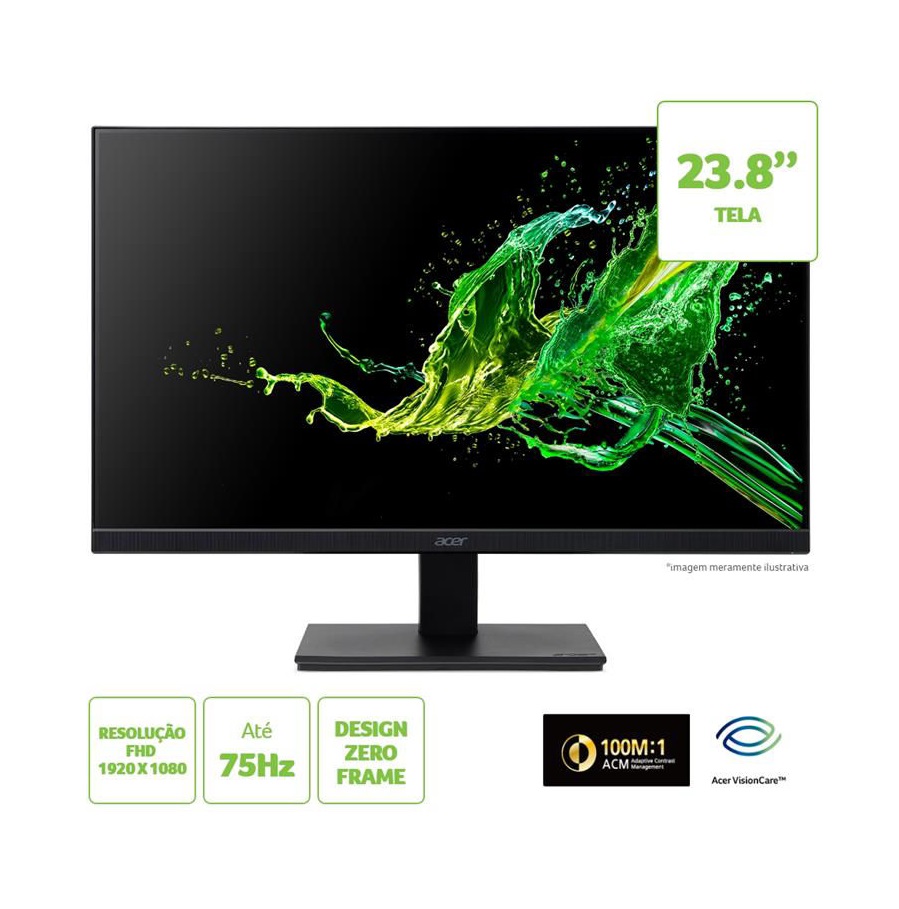 23.8”
TELA
acer
*imagem meramente ilustrativa
RESOLUÇÃO
FHD
1920 X 1080
Até
75Hz
DESIGN
ZERO
FRAME
100M:1
ACM Adaptive Contrast
Management
Acer VisionCare™